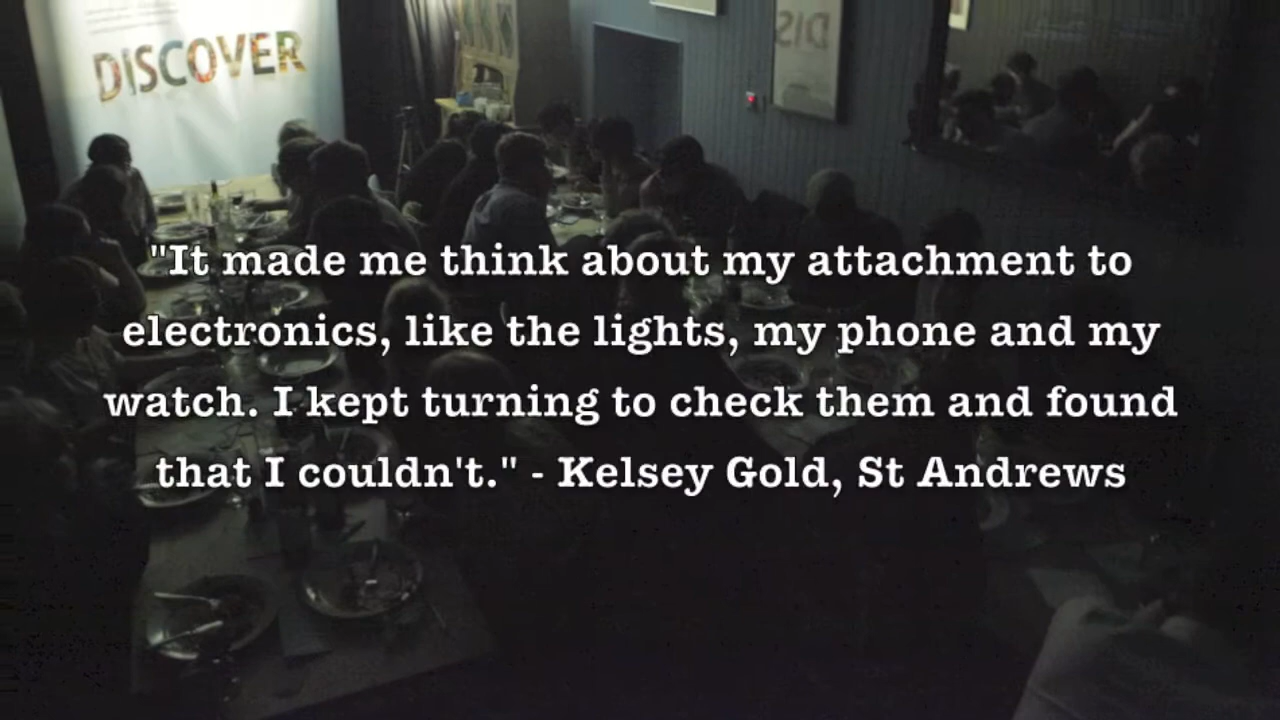 DISCOVER
DIS
"It made me think about my attachment to
electronics, like the lights, my phone and my
watch. I kept turning to check them and found
that I couldn't." - Kelsey Gold, St Andrews